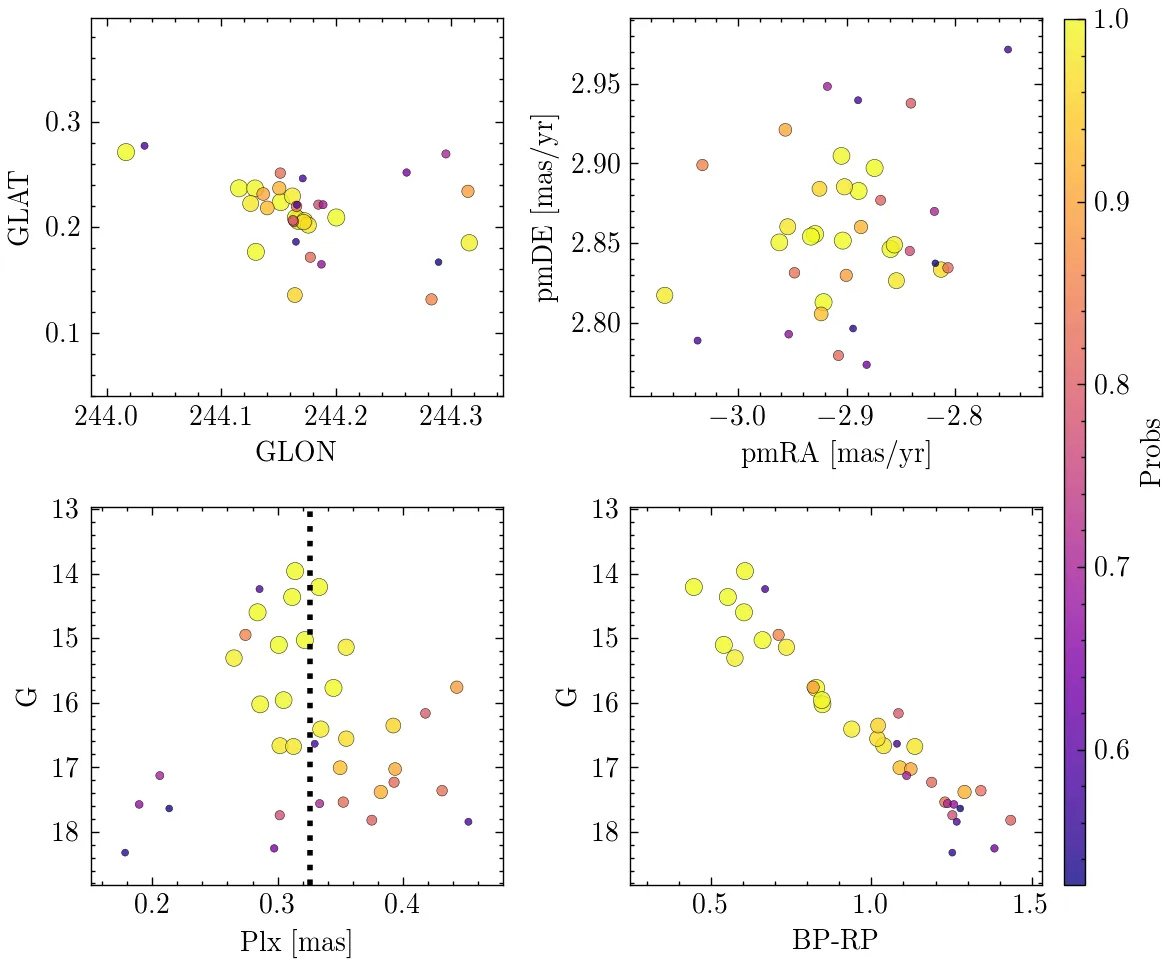 0.3
0.2
0.1
GLAT
244.0 244.1 244.2 244.3
GLON
2.95
2.90
2.85
2.80
pmDE [mas/yr]
−3.0 −2.9 −2.8
pmRA [mas/yr]
13
14
15
16
17
18
G
0.2 0.3 0.4
Plx [mas]
13
14
15
16
17
18
G
0.5 1.0 1.5
BP-RP
1.0
0.9
0.8
0.7
0.6
Probs